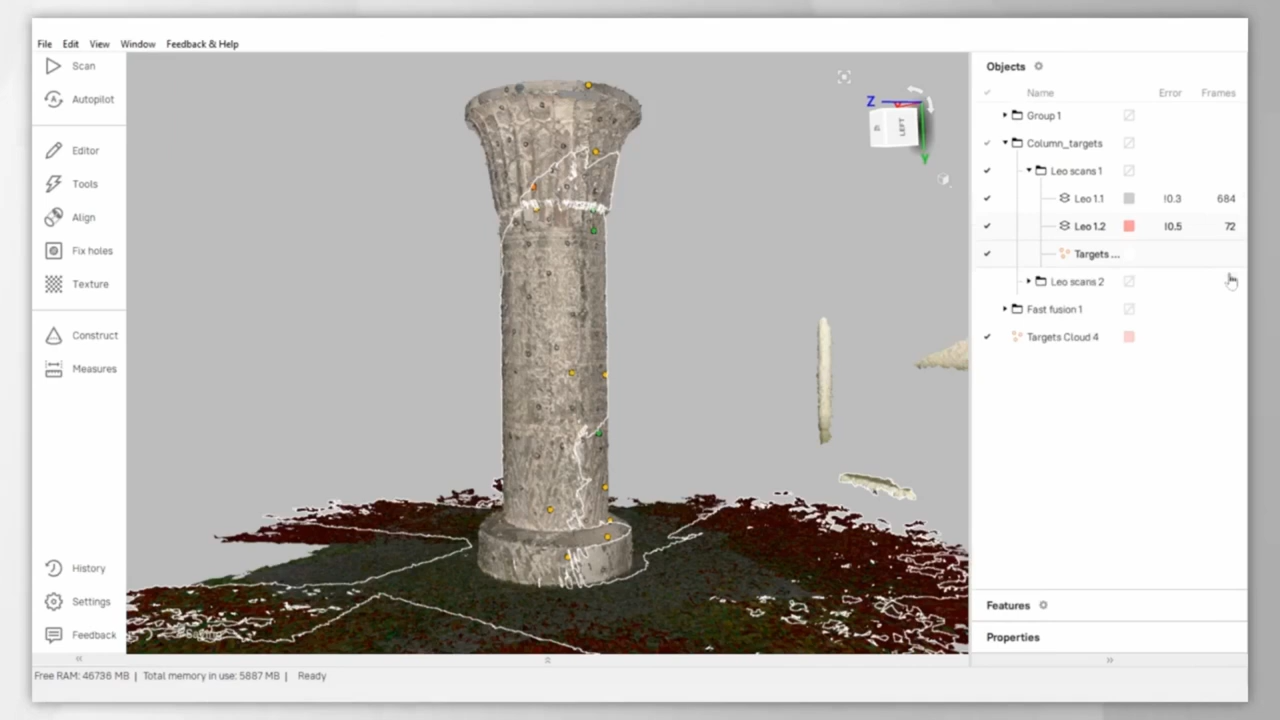 File Edit View Window Feedback & Help
Scan
Autopilot
Editor
Tools
Align
Fix holes
Texture
Construct
Measures
History
Settings
Feedback
Z
LEFT
Y
Objects
Name Error Frames
Group 1
Column_targets
Leo scans 1
Leo 1.1 !0.3 684
Leo 1.2 !0.5 72
Targets ...
Leo scans 2
Fast fusion 1
Targets Cloud 4
Features
Properties
Free RAM: 46736 MB | Total memory in use: 5887 MB | Ready